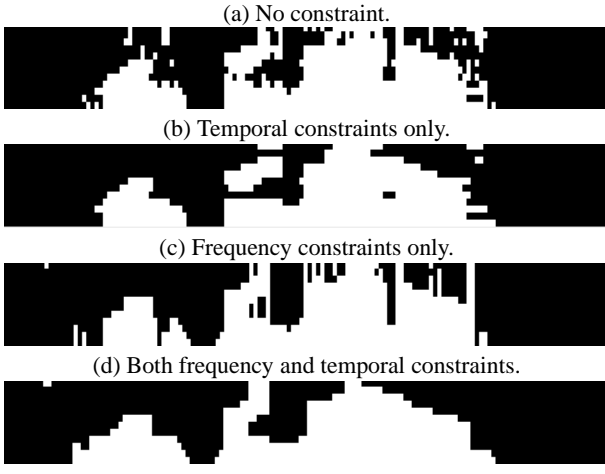 (a) No constraint.
(b) Temporal constraints only.
(c) Frequency constraints only.
(d) Both frequency and temporal constraints.